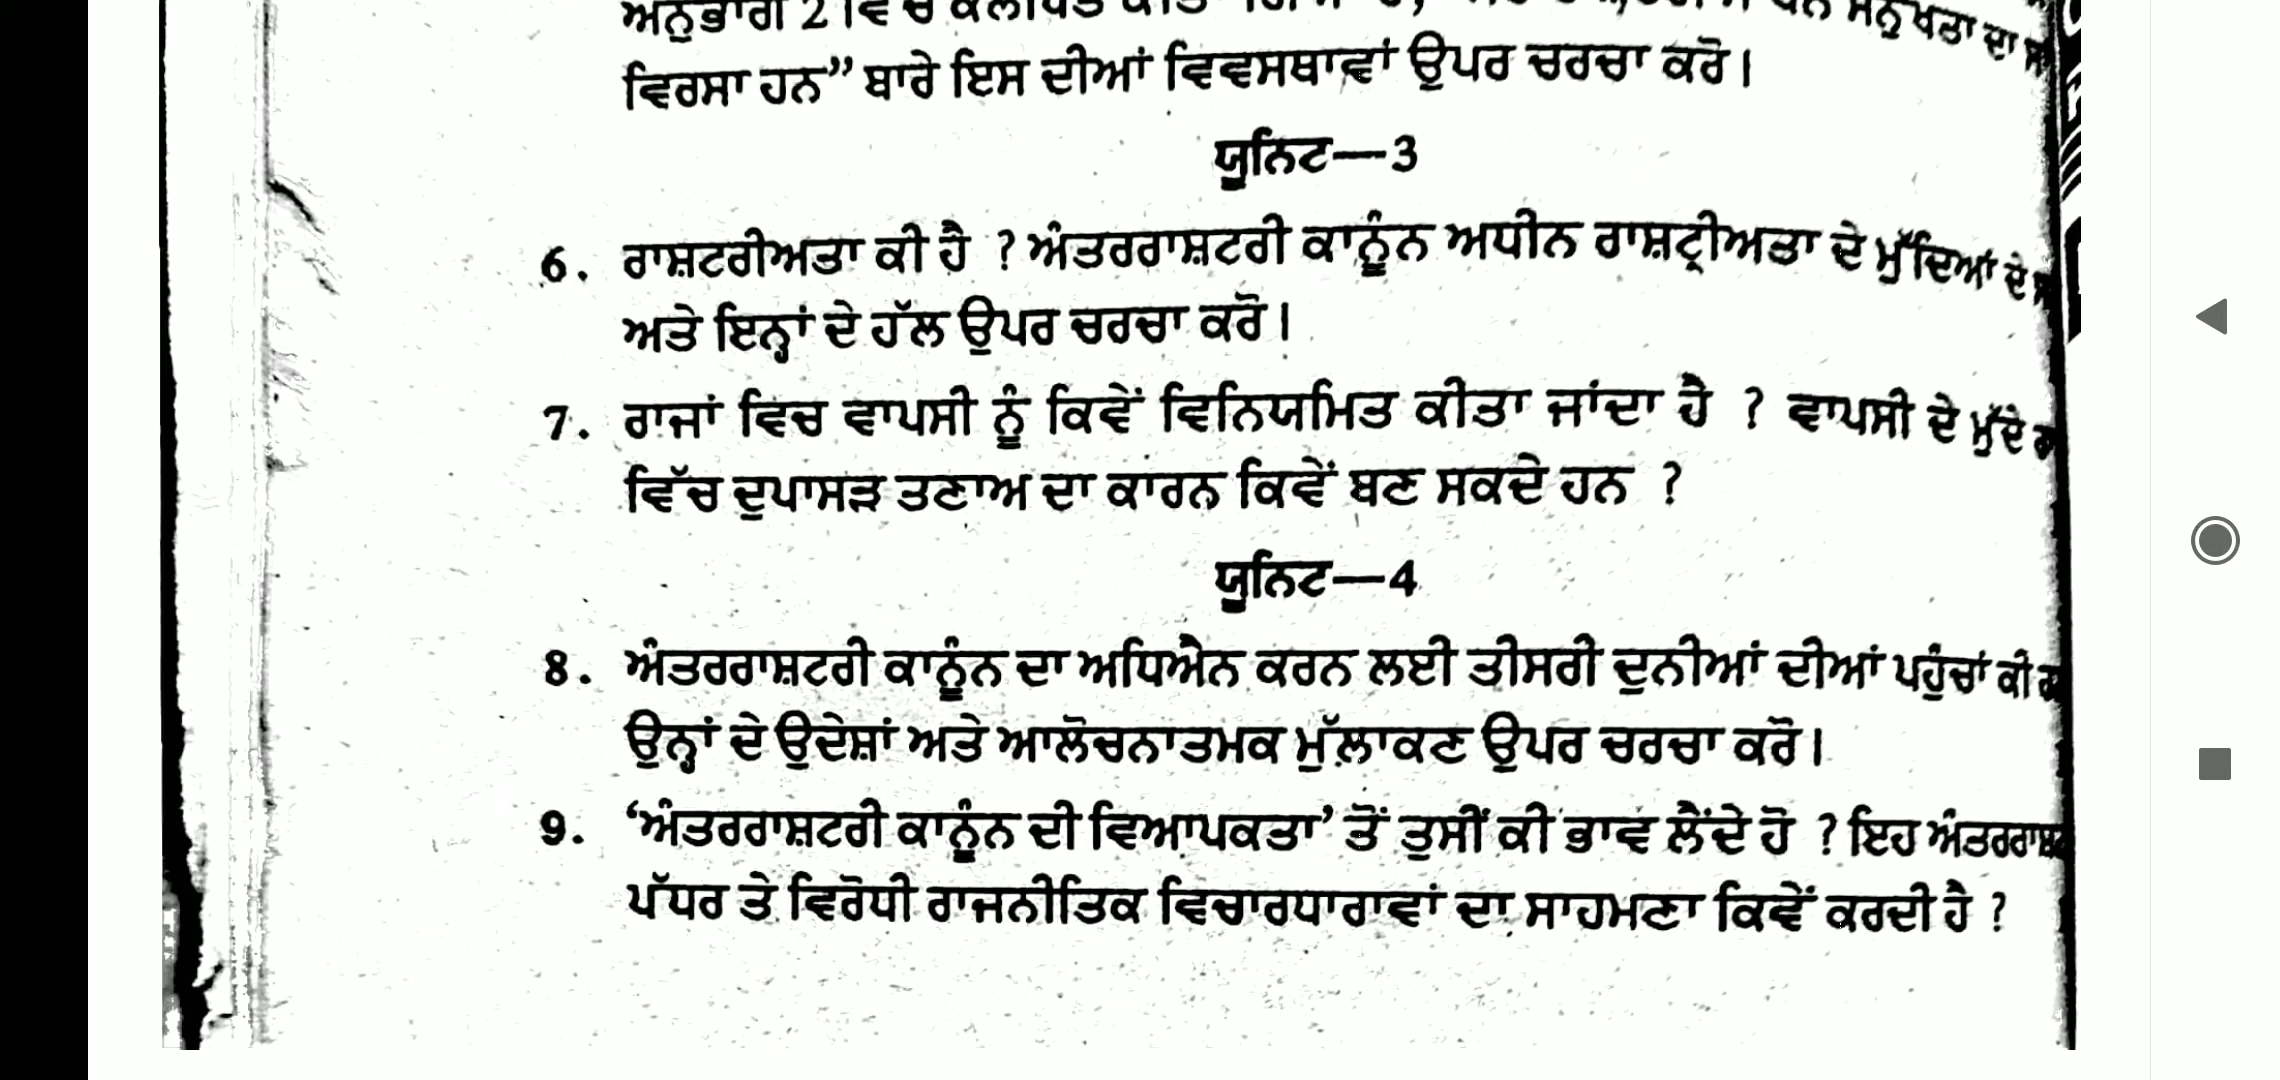 ਅਨੁਭਾਗ 2 ਵਿਚ
ਵਿਰਸਾ ਹਨ” ਬਾਰੇ ਇਸ ਦੀਆਂ ਵਿਵਸਥਾਵਾਂ ਉਪਰ ਚਰਚਾ ਕਰੋ।
ਯੂਨਿਟ—3
6. ਰਾਸ਼ਟਰੀਅਤਾ ਕੀ ਹੈ ? ਅੰਤਰਰਾਸ਼ਟਰੀ ਕਾਨੂੰਨ ਅਧੀਨ ਰਾਸ਼ਟ੍ਰੀਅਤਾ ਦੇ ਮੁੱਦਿਆਂ ਦੇ
ਅਤੇ ਇਨ੍ਹਾਂ ਦੇ ਹੱਲ ਉਪਰ ਚਰਚਾ ਕਰੋ।
7. ਰਾਜਾਂ ਵਿਚ ਵਾਪਸੀ ਨੂੰ ਕਿਵੇਂ ਵਿਨਿਯਮਿਤ ਕੀਤਾ ਜਾਂਦਾ ਹੈ ? ਵਾਪਸੀ ਦੇ ਮੁੱਦੇ
ਵਿੱਚ ਦੁਪਾਸੜ ਤਣਾਅ ਦਾ ਕਾਰਨ ਕਿਵੇਂ ਬਣ ਸਕਦੇ ਹਨ ?
ਯੂਨਿਟ—4
8. ਅੰਤਰਰਾਸ਼ਟਰੀ ਕਾਨੂੰਨ ਦਾ ਅਧਿਐਨ ਕਰਨ ਲਈ ਤੀਸਰੀ ਦੁਨੀਆਂ ਦੀਆਂ ਪਹੁੰਚਾਂ ਕੀ
ਉਨ੍ਹਾਂ ਦੇ ਉਦੇਸ਼ਾਂ ਅਤੇ ਆਲੋਚਨਾਤਮਕ ਮੁੱਲਾਕਣ ਉਪਰ ਚਰਚਾ ਕਰੋ।
9. ‘ਅੰਤਰਰਾਸ਼ਟਰੀ ਕਾਨੂੰਨ ਦੀ ਵਿਆਪਕਤਾ’ ਤੋਂ ਤੁਸੀਂ ਕੀ ਭਾਵ ਲੈਂਦੇ ਹੋ ? ਇਹ
ਪੱਧਰ ਤੇ ਵਿਰੋਧੀ ਰਾਜਨੀਤਿਕ ਵਿਚਾਰਧਾਰਾਵਾਂ ਦਾ ਸਾਹਮਣਾ ਕਿਵੇਂ ਕਰਦੀ ਹੈ ?